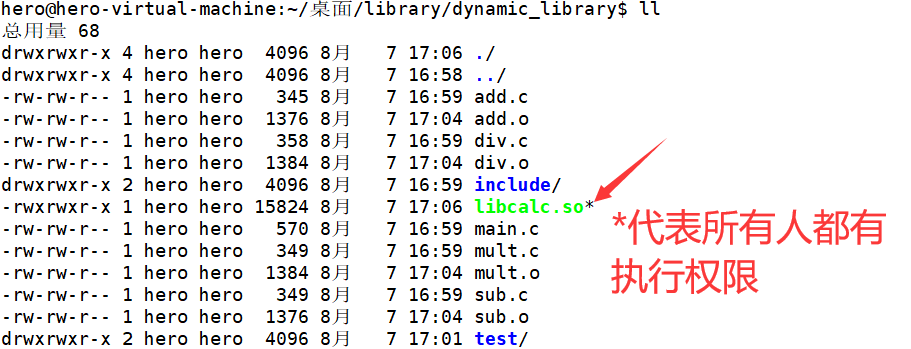 hero@hero-virtual-machine:~/桌面/library/dynamic_library$ ll
总用量 68
drwxrwxr-x 4 hero hero  4096 8月   7 17:06 ./
drwxrwxr-x 4 hero hero  4096 8月   7 16:58 ../
-rw-rw-r-- 1 hero hero   345 8月   7 16:59 add.c
-rw-rw-r-- 1 hero hero  1376 8月   7 17:04 add.o
-rw-rw-r-- 1 hero hero   358 8月   7 16:59 div.c
-rw-rw-r-- 1 hero hero  1384 8月   7 17:04 div.o
drwxrwxr-x 2 hero hero  4096 8月   7 16:59 include/
-rwxrwxr-x 1 hero hero 15824 8月   7 17:06 libcalc.so*
-rw-rw-r-- 1 hero hero   570 8月   7 16:59 main.c
-rw-rw-r-- 1 hero hero   349 8月   7 16:59 mult.c
-rw-rw-r-- 1 hero hero  1384 8月   7 17:04 mult.o
-rw-rw-r-- 1 hero hero   349 8月   7 16:59 sub.c
-rw-rw-r-- 1 hero hero  1376 8月   7 17:04 sub.o
drwxrwxr-x 2 hero hero  4096 8月   7 17:01 test/
*代表所有人都有
执行权限